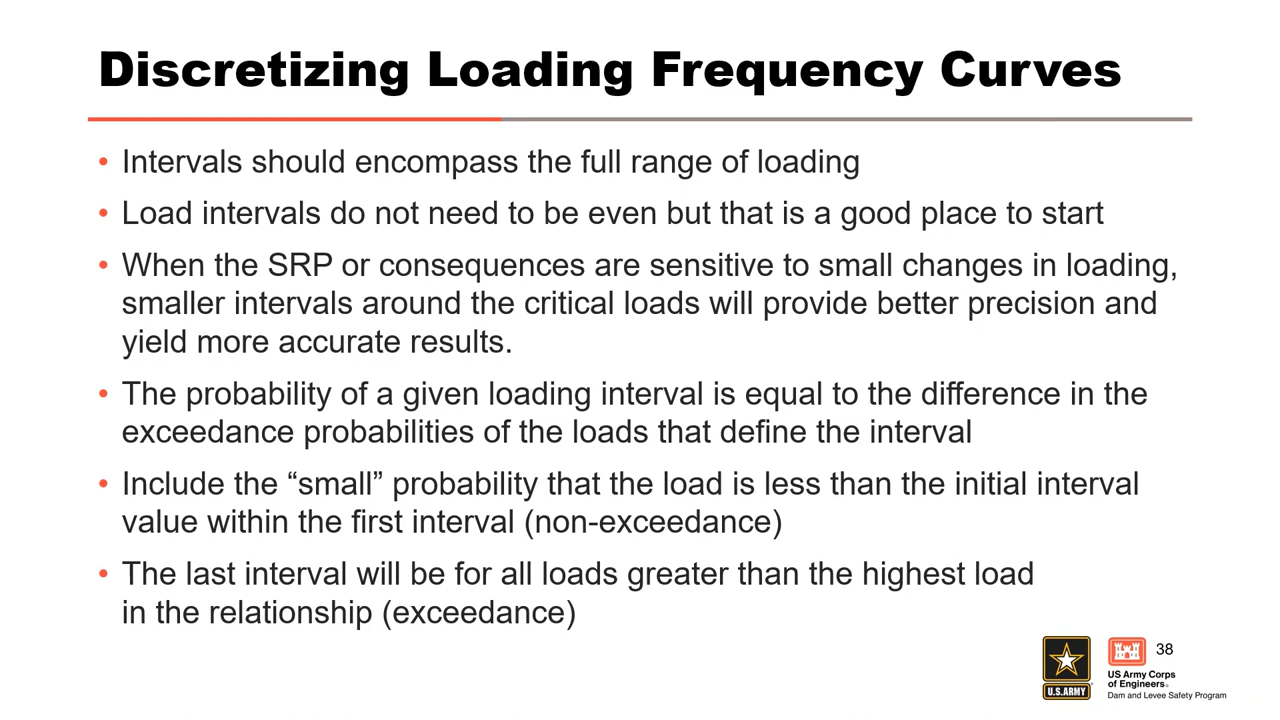 Discretizing Loading Frequency Curves
• Intervals should encompass the full range of loading
• Load intervals do not need to be even but that is a good place to start
• When the SRP or consequences are sensitive to small changes in loading,
smaller intervals around the critical loads will provide better precision and
yield more accurate results.
• The probability of a given loading interval is equal to the difference in the
exceedance probabilities of the loads that define the interval
• Include the “small” probability that the load is less than the initial interval
value within the first interval (non-exceedance)
• The last interval will be for all loads greater than the highest load
in the relationship (exceedance)
38
U.S.ARMY
US Army Corps
of Engineers®
Dam and Levee Safety Program